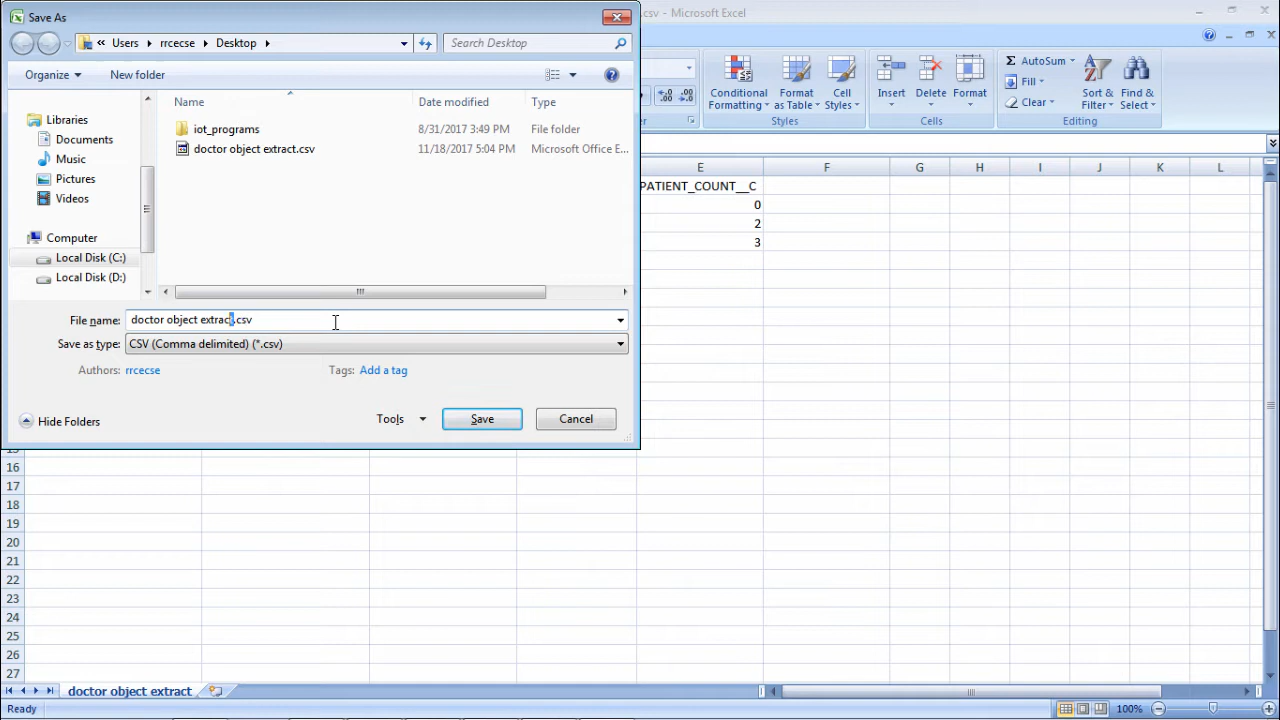 Save As
.csv - Microsoft Excel
Users
rrcecse
Desktop
Search Desktop
Organize
New folder
Name
Date modified
Type
Libraries
Documents
Music
Pictures
Videos
Computer
Local Disk (C:)
Local Disk (D:)
iot_programs
8/31/2017 3:49 PM
File folder
doctor object extract.csv
11/18/2017 5:04 PM
Microsoft Office E...
File name:
doctor object extract.csv
Save as type:
CSV (Comma delimited) (*.csv)
Authors:
rrcecse
Tags:
Add a tag
Hide Folders
Tools
Save
Cancel
Conditional
Formatting
Format
as Table
Cell
Styles
Insert
Delete
Format
AutoSum
Fill
Clear
Sort &
Filter
Find &
Select
Styles
Cells
Editing
E
F
G
H
I
J
K
L
PATIENT_COUNT__C
0
2
3
16
17
18
19
20
21
22
23
24
25
26
27
doctor object extract
Ready
100%